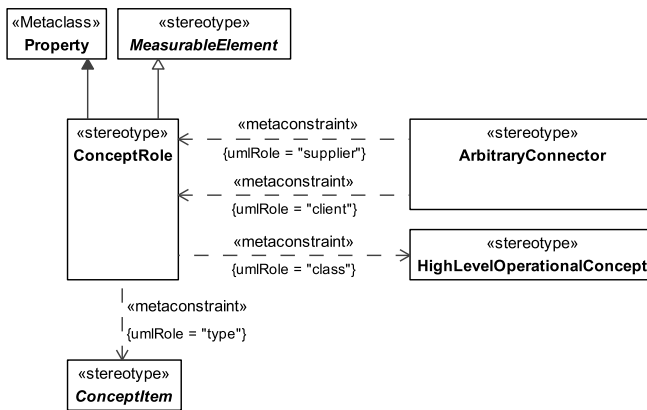 «Metaclass»
Property
«stereotype»
MeasurableElement
«stereotype»
ConceptRole
«metaconstraint»
{umlRole = "supplier"}
«metaconstraint»
{umlRole = "client"}
«stereotype»
ArbitraryConnector
«metaconstraint»
{umlRole = "class"}
«stereotype»
HighLevelOperationalConcept
«metaconstraint»
{umlRole = "type"}
«stereotype»
ConceptItem